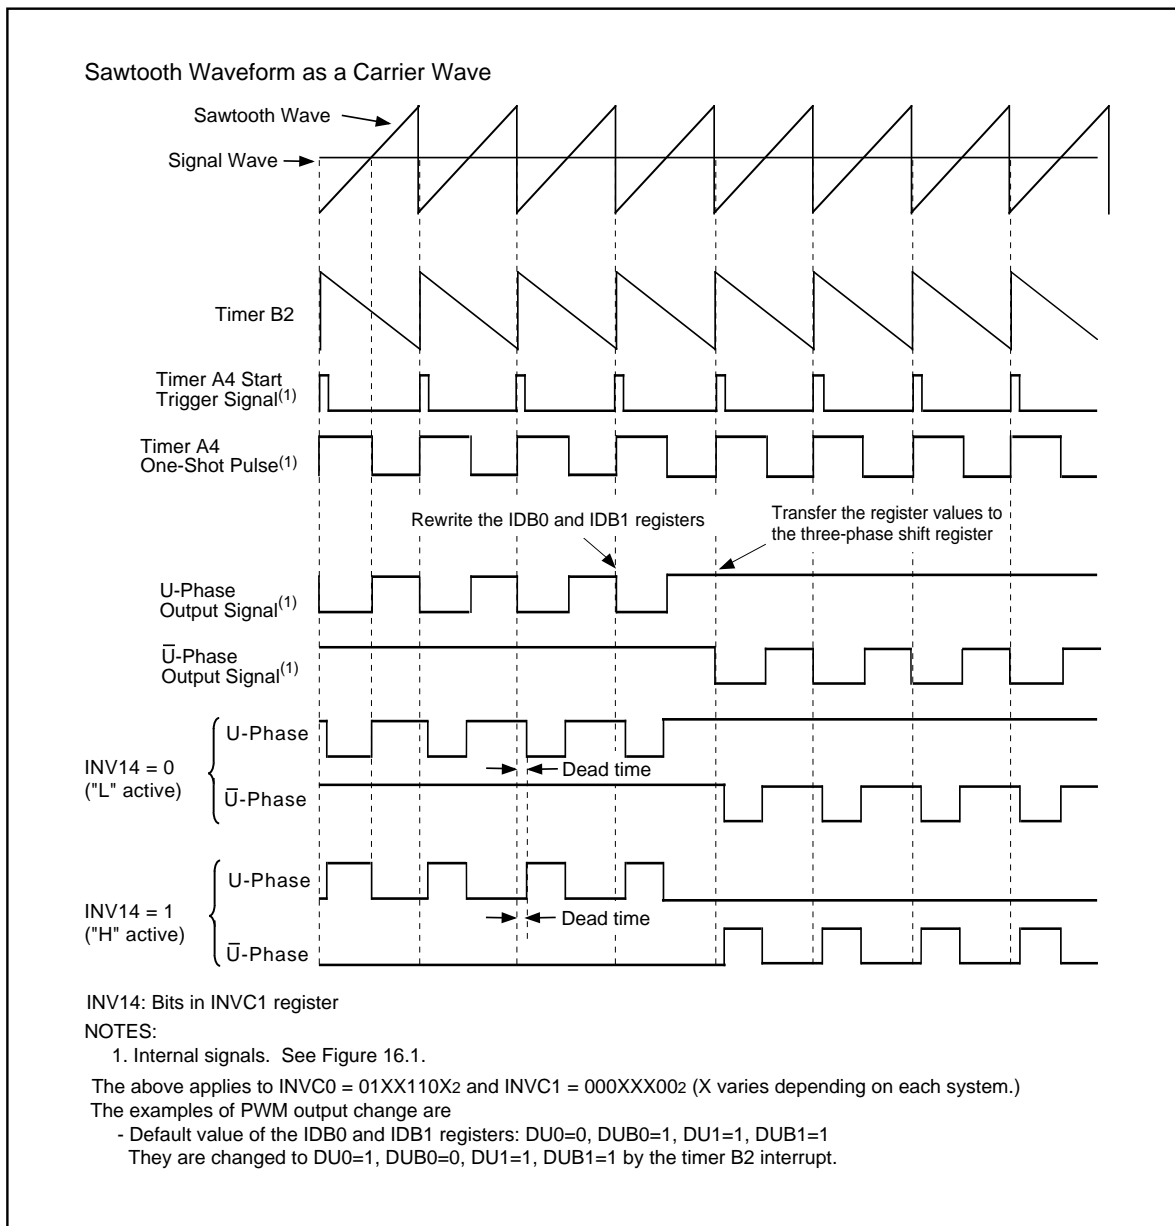 Sawtooth Waveform as a Carrier Wave
Sawtooth Wave
Signal Wave
Timer B2
Timer A4 Start
Trigger Signal(1)
Timer A4
One-Shot Pulse(1)
Rewrite the IDB0 and IDB1 registers
Transfer the register values to
the three-phase shift register
U-Phase
Output Signal(1)
U̅-Phase
Output Signal(1)
INV14 = 0
("L" active)
U-Phase
Dead time
U̅-Phase
INV14 = 1
("H" active)
U-Phase
Dead time
U̅-Phase
INV14: Bits in INVC1 register
NOTES:
1. Internal signals. See Figure 16.1.
The above applies to INVC0 = 01XX110X2 and INVC1 = 000XXX002 (X varies depending on each system.)
The examples of PWM output change are
- Default value of the IDB0 and IDB1 registers: DU0=0, DUB0=1, DU1=1, DUB1=1
They are changed to DU0=1, DUB0=0, DU1=1, DUB1=1 by the timer B2 interrupt.